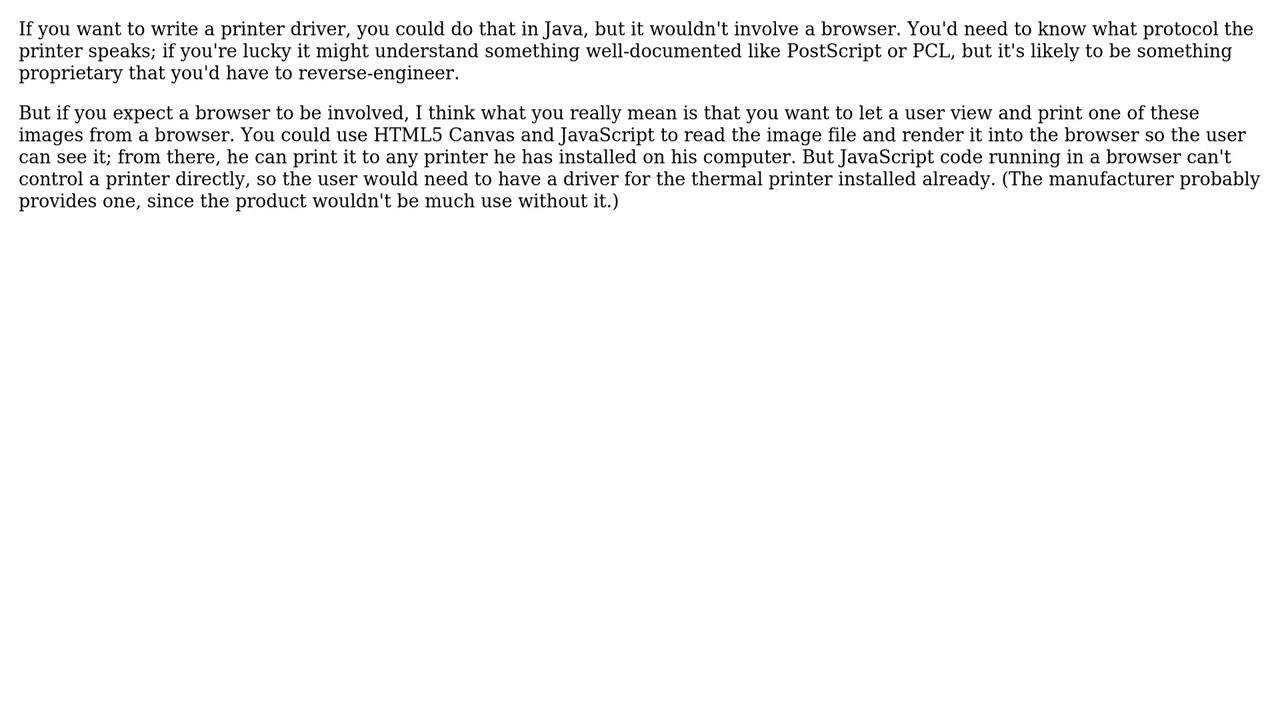 If you want to write a printer driver, you could do that in Java, but it wouldn't involve a browser. You'd need to know what protocol the
printer speaks; if you're lucky it might understand something well-documented like PostScript or PCL, but it's likely to be something
proprietary that you'd have to reverse-engineer.
But if you expect a browser to be involved, I think what you really mean is that you want to let a user view and print one of these
images from a browser. You could use HTML5 Canvas and JavaScript to read the image file and render it into the browser so the user
can see it; from there, he can print it to any printer he has installed on his computer. But JavaScript code running in a browser can't
control a printer directly, so the user would need to have a driver for the thermal printer installed already. (The manufacturer probably
provides one, since the product wouldn't be much use without it.)